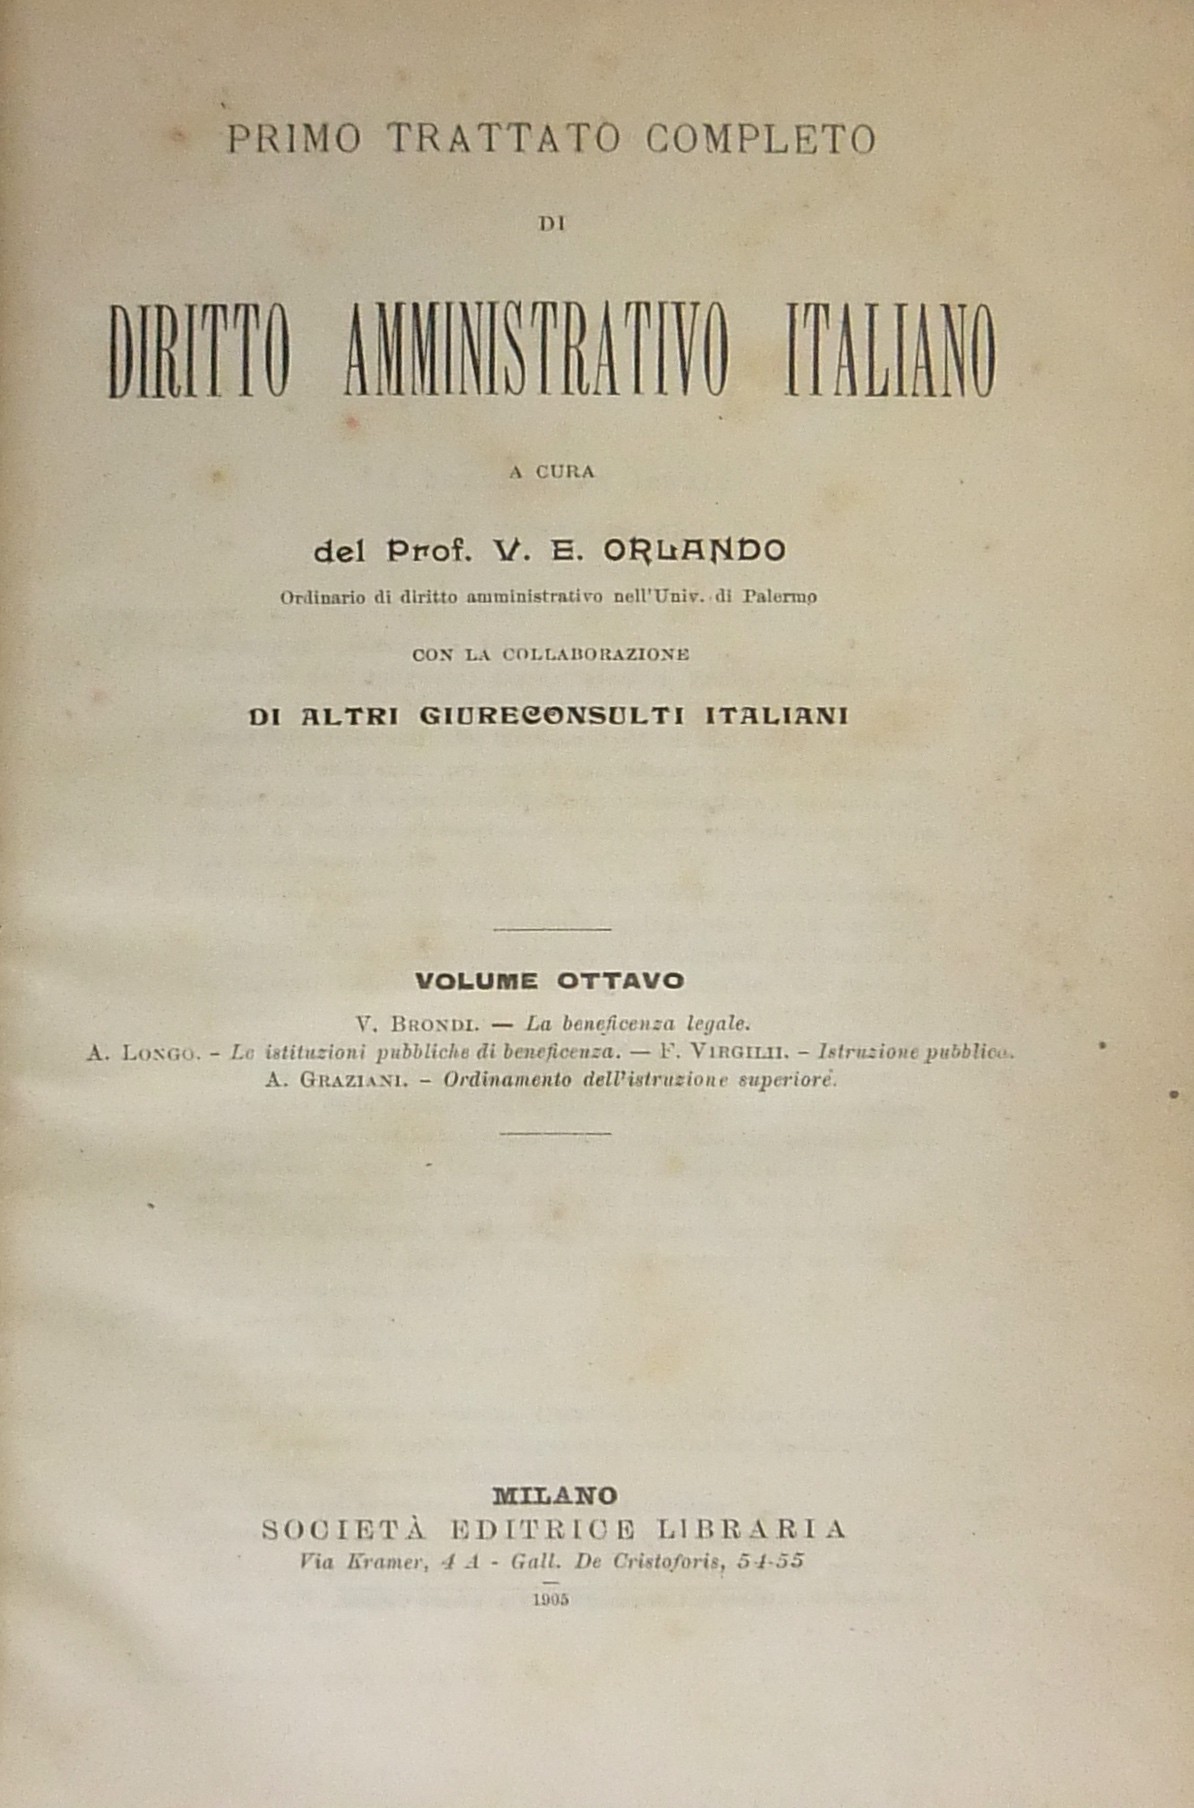 PRIMO TRATTATO COMPLETO
DI
DIRITTO AMMINISTRATIVO ITALIANO
A CURA
del Prof. V. E. ORLANDO
Ordinario di diritto amministrativo nell'Univ. di Palermo
CON LA COLLABORAZIONE
DI ALTRI GIURECONSULTI ITALIANI
VOLUME OTTAVO
V. BRONDI. — La beneficenza legale.
A. LONGO. - Le istituzioni pubbliche di beneficenza. — F. VIRGILII. - Istruzione pubblica.
A. GRAZIANI. - Ordinamento dell'istruzione superiore.
MILANO
SOCIETÀ EDITRICE LIBRARIA
Via Kramer, 4 A - Gall. De Cristoforis, 54-55
1905